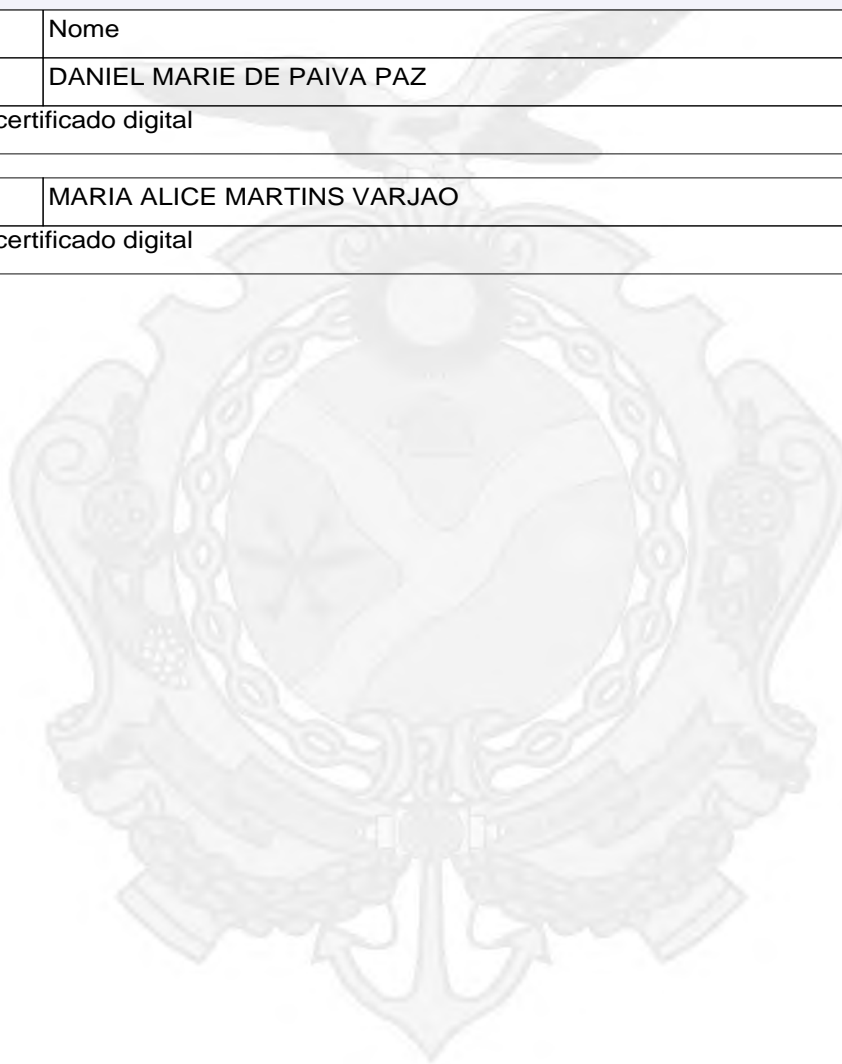 Nome
DANIEL MARIE DE PAIVA PAZ
certificado digital
MARIA ALICE MARTINS VARJAO
certificado digital